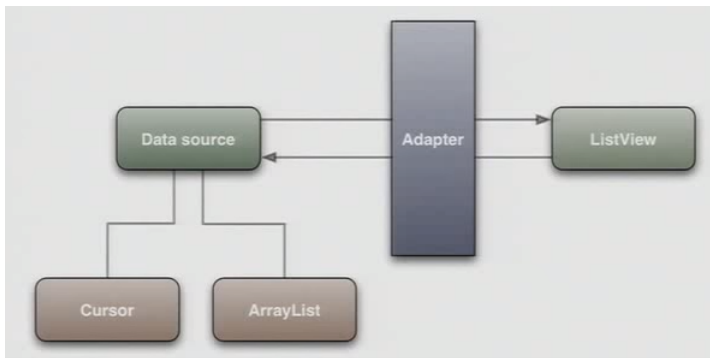 Data source
Adapter
ListView
Cursor
ArrayList